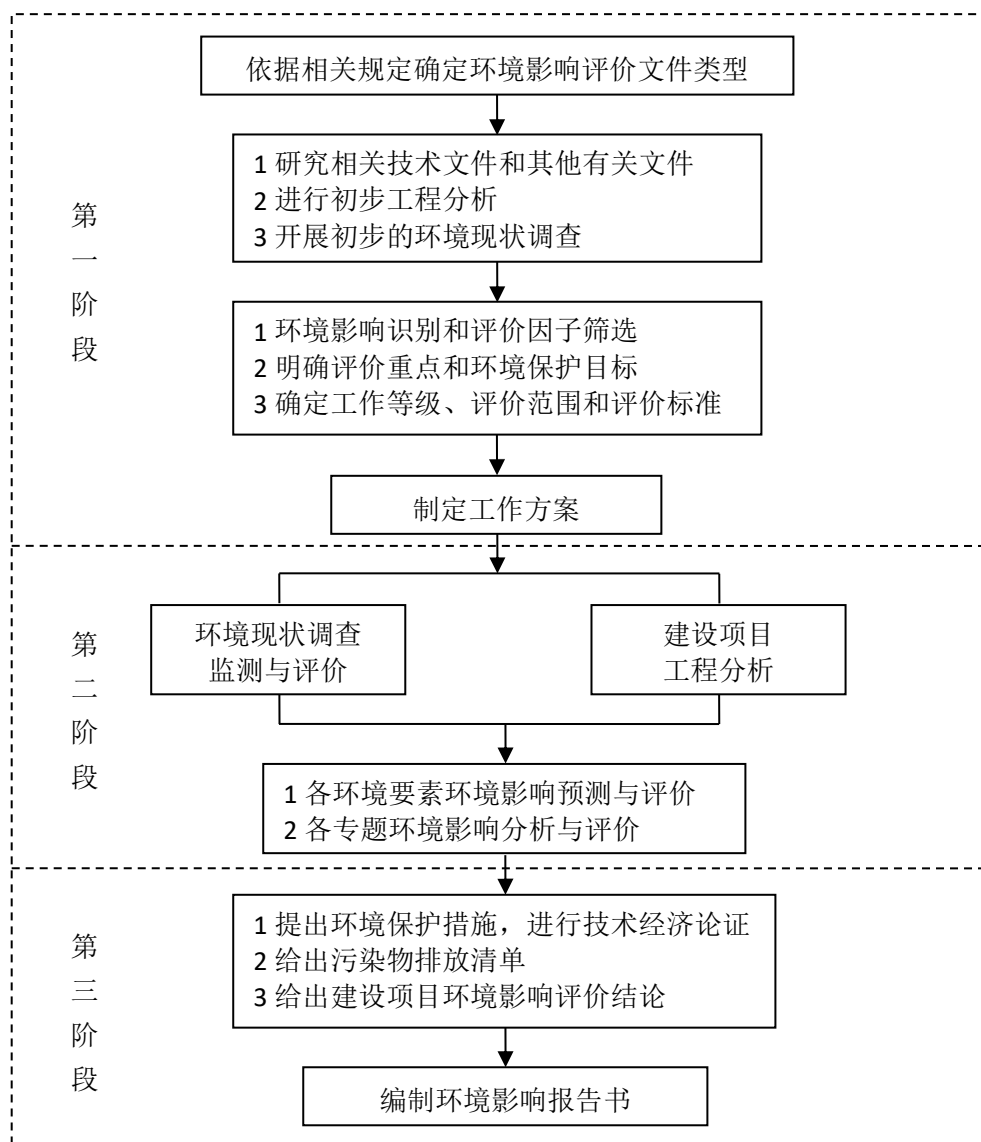 依据相关规定确定环境影响评价文件类型
1 研究相关技术文件和其他有关文件
2 进行初步工程分析
3 开展初步的环境现状调查
第一阶段
1 环境影响识别和评价因子筛选
2 明确评价重点和环境保护目标
3 确定工作等级、评价范围和评价标准
制定工作方案
第二阶段
环境现状调查
监测与评价
建设项目
工程分析
1 各环境要素环境影响预测与评价
2 各专题环境影响分析与评价
第三阶段
1 提出环境保护措施，进行技术经济论证
2 给出污染物排放清单
3 给出建设项目环境影响评价结论
编制环境影响报告书